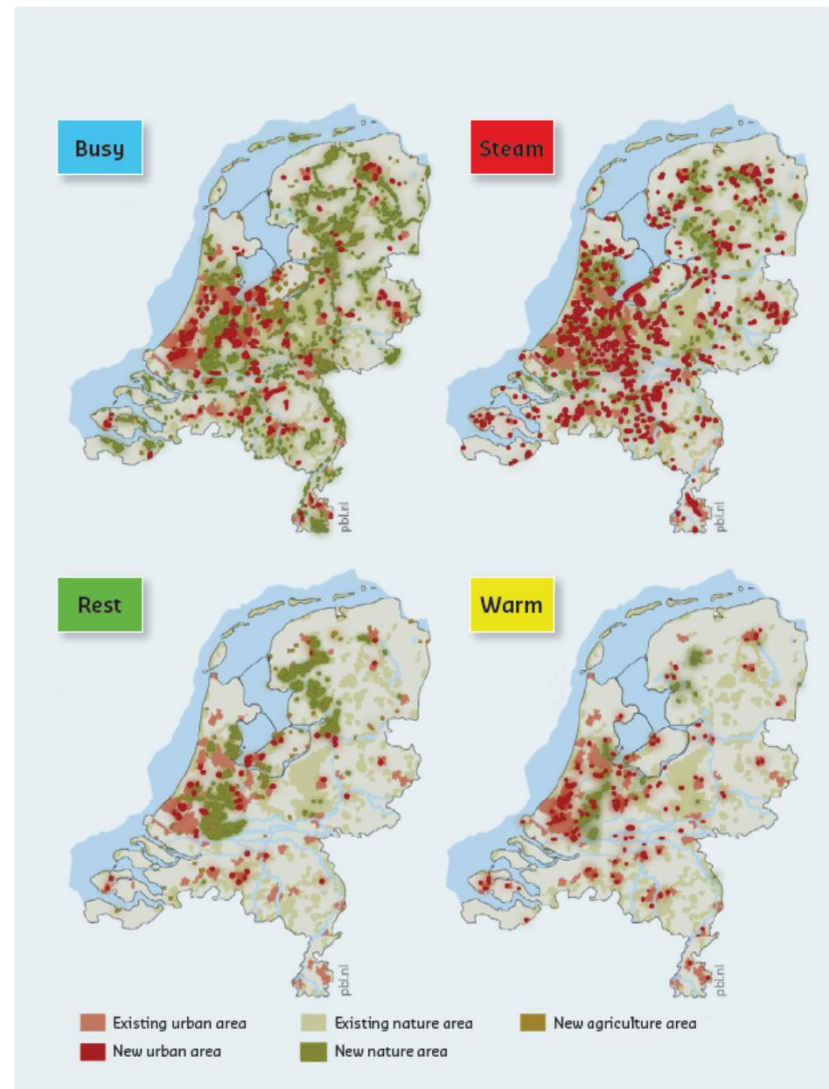 Busy
Steam
pbl.nl
pbl.nl
Rest
Warm
pbl.nl
pbl.nl
Existing urban area
Existing nature area
New agriculture area
New urban area
New nature area